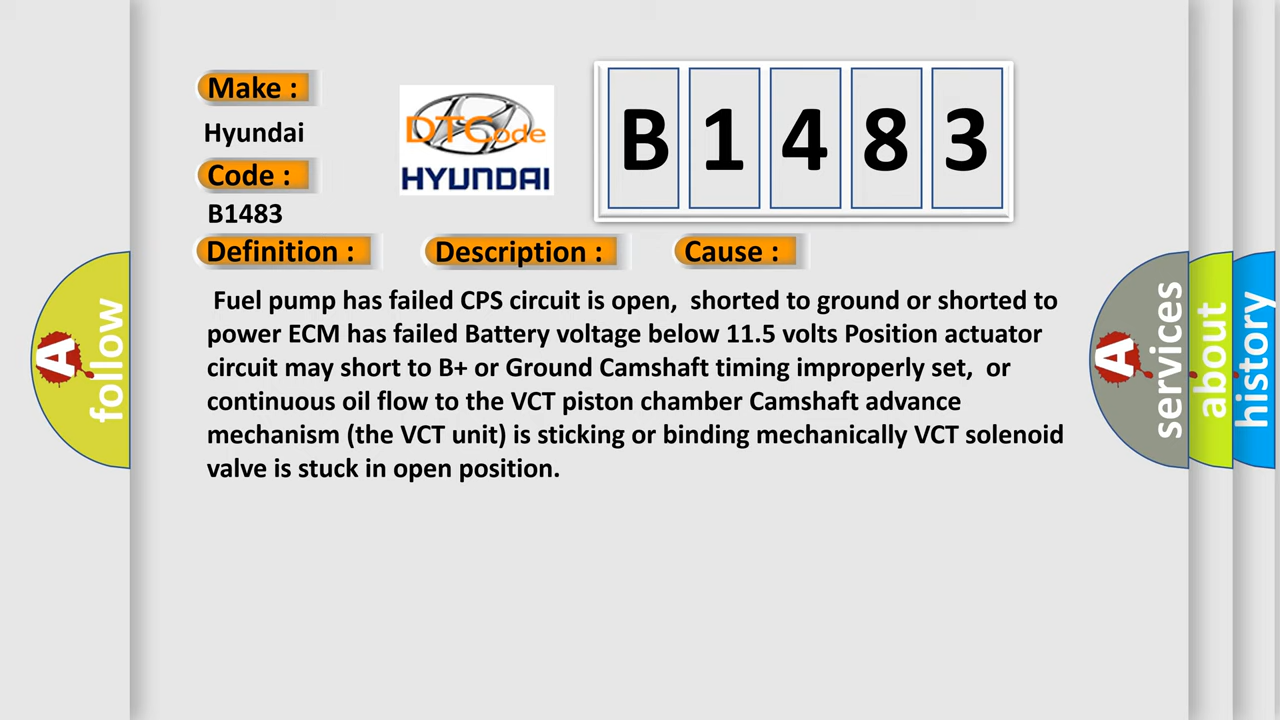 Make :
Hyundai
Code :
B1483
DTCode
HYUNDAI
B1483
Definition :
Description :
Cause :
Fuel pump has failed CPS circuit is open,  shorted to ground or shorted to
power ECM has failed Battery voltage below 11.5 volts Position actuator
circuit may short to B+ or Ground Camshaft timing improperly set,  or
continuous oil flow to the VCT piston chamber Camshaft advance
mechanism (the VCT unit) is sticking or binding mechanically VCT solenoid
valve is stuck in open position.
A
follow
A
services
about
history